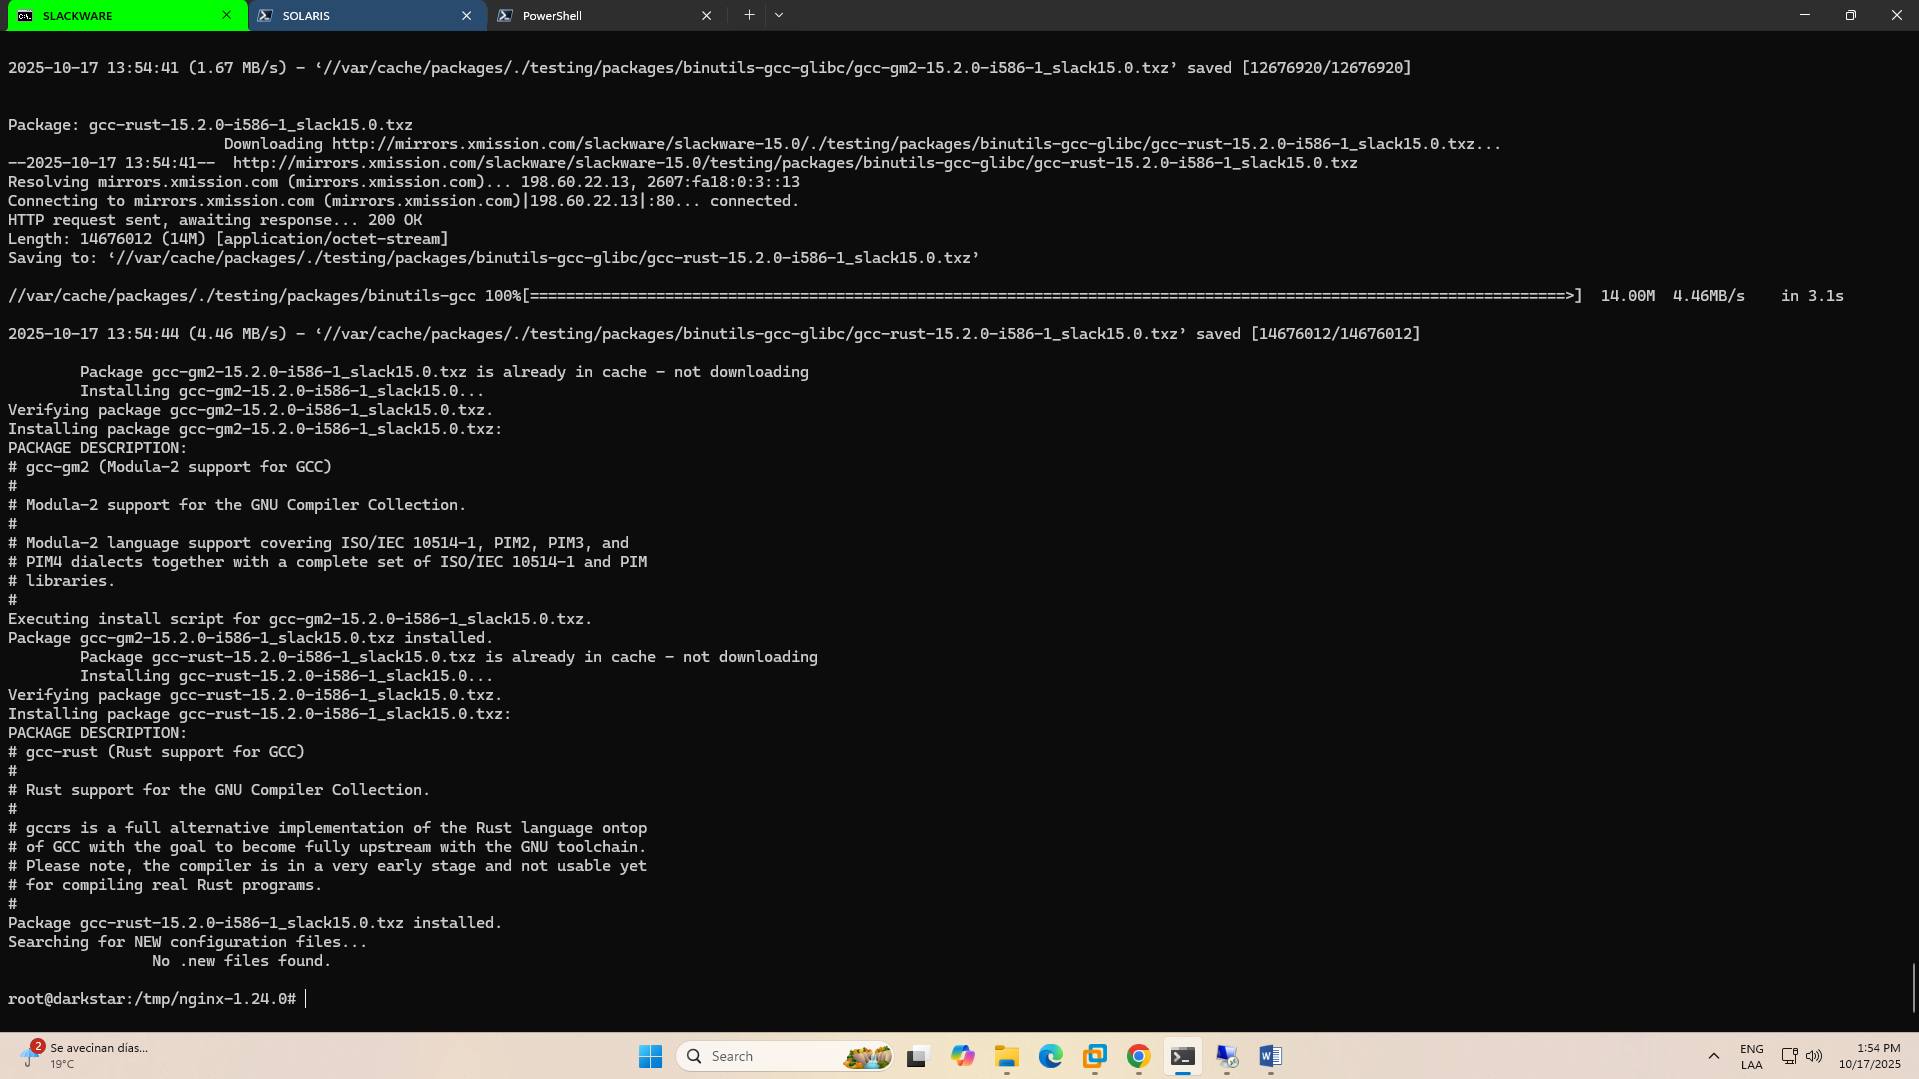 SLACKWARE
SOLARIS
PowerShell
2025-10-17 13:54:41 (1.67 MB/s) - ‘//var/cache/packages/./testing/packages/binutils-gcc-glibc/gcc-gm2-15.2.0-i586-1_slack15.0.txz’ saved [12676920/12676920]
Package: gcc-rust-15.2.0-i586-1_slack15.0.txz
Downloading http://mirrors.xmission.com/slackware/slackware-15.0/./testing/packages/binutils-gcc-glibc/gcc-rust-15.2.0-i586-1_slack15.0.txz...
--2025-10-17 13:54:41--  http://mirrors.xmission.com/slackware/slackware-15.0/testing/packages/binutils-gcc-glibc/gcc-rust-15.2.0-i586-1_slack15.0.txz
Resolving mirrors.xmission.com (mirrors.xmission.com)... 198.60.22.13, 2607:fa18:0:3::13
Connecting to mirrors.xmission.com (mirrors.xmission.com)|198.60.22.13|:80... connected.
HTTP request sent, awaiting response... 200 OK
Length: 14676012 (14M) [application/octet-stream]
Saving to: ‘//var/cache/packages/./testing/packages/binutils-gcc-glibc/gcc-rust-15.2.0-i586-1_slack15.0.txz’
//var/cache/packages/./testing/packages/binutils-gcc 100%[===================================================================================================================>]  14.00M  4.46MB/s    in 3.1s
2025-10-17 13:54:44 (4.46 MB/s) - ‘//var/cache/packages/./testing/packages/binutils-gcc-glibc/gcc-rust-15.2.0-i586-1_slack15.0.txz’ saved [14676012/14676012]
Package gcc-gm2-15.2.0-i586-1_slack15.0.txz is already in cache - not downloading
Installing gcc-gm2-15.2.0-i586-1_slack15.0...
Verifying package gcc-gm2-15.2.0-i586-1_slack15.0.txz.
Installing package gcc-gm2-15.2.0-i586-1_slack15.0.txz:
PACKAGE DESCRIPTION:
# gcc-gm2 (Modula-2 support for GCC)
#
# Modula-2 support for the GNU Compiler Collection.
#
# Modula-2 language support covering ISO/IEC 10514-1, PIM2, PIM3, and
# PIM4 dialects together with a complete set of ISO/IEC 10514-1 and PIM
# libraries.
#
Executing install script for gcc-gm2-15.2.0-i586-1_slack15.0.txz.
Package gcc-gm2-15.2.0-i586-1_slack15.0.txz installed.
Package gcc-rust-15.2.0-i586-1_slack15.0.txz is already in cache - not downloading
Installing gcc-rust-15.2.0-i586-1_slack15.0...
Verifying package gcc-rust-15.2.0-i586-1_slack15.0.txz.
Installing package gcc-rust-15.2.0-i586-1_slack15.0.txz:
PACKAGE DESCRIPTION:
# gcc-rust (Rust support for GCC)
#
# Rust support for the GNU Compiler Collection.
#
# gccrs is a full alternative implementation of the Rust language ontop
# of GCC with the goal to become fully upstream with the GNU toolchain.
# Please note, the compiler is in a very early stage and not usable yet
# for compiling real Rust programs.
#
Package gcc-rust-15.2.0-i586-1_slack15.0.txz installed.
Searching for NEW configuration files...
No .new files found.
root@darkstar:/tmp/nginx-1.24.0#
2
Se avecinan días...
19°C
Search
ENG
LAA
1:54 PM
10/17/2025